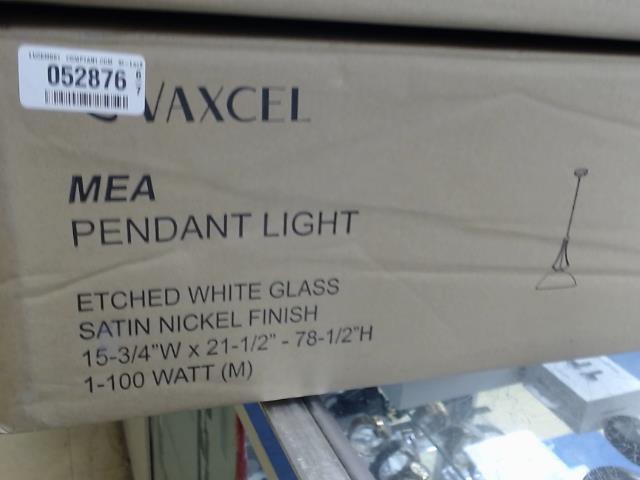 052876
VAXCEL
MEA
PENDANT LIGHT
ETCHED WHITE GLASS
SATIN NICKEL FINISH
15-3/4"W x 21-1/2" - 78-1/2"H
1-100 WATT (M)